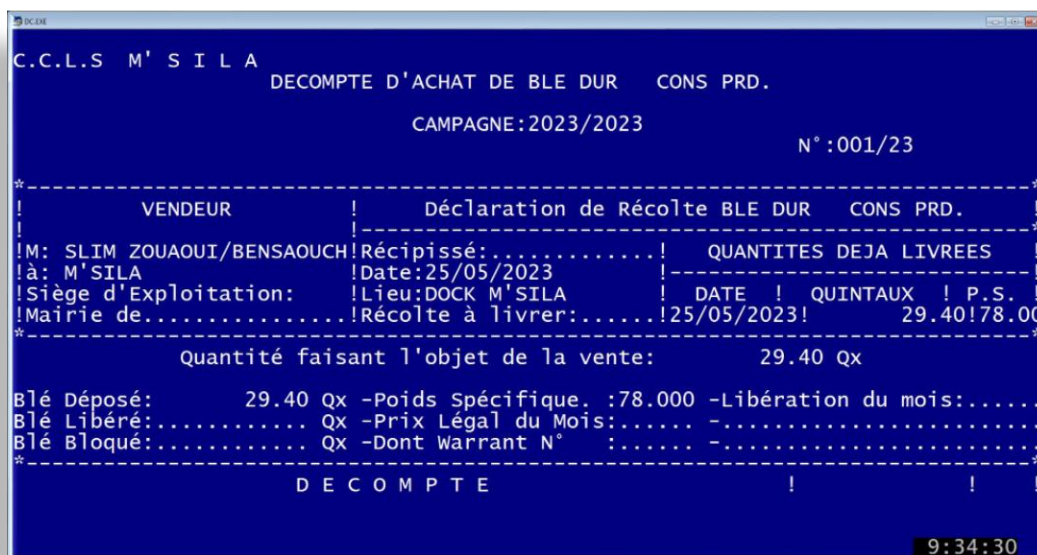 DC.EXE
C.C.L.S M' S I L A
DECOMPTE D'ACHAT DE BLE DUR CONS PRD.
CAMPAGNE:2023/2023
N°:001/23
*------------------------------------------------------------------------------*
! VENDEUR ! Déclaration de Récolte BLE DUR CONS PRD. !
! !----------------------------------------------------*
!M: SLIM ZOUAOUI/BENSAOUCH!Récipissé:.............! QUANTITES DEJA LIVREES
!à: M'SILA !Date:25/05/2023 !----------------------------!
!Siège d'Exploitation: !Lieu:DOCK M'SILA ! DATE ! QUINTAUX ! P.S. !
!Mairie de................!Récolte à livrer:......!25/05/2023! 29.40!78.00
*------------------------------------------------------------------------------*
Quantité faisant l'objet de la vente: 29.40 Qx
Blé Déposé: 29.40 Qx -Poids Spécifique. :78.000 -Libération du mois:......
Blé Libéré:............ Qx -Prix Légal du Mois:...... -.........................
Blé Bloqué:............ Qx -Dont Warrant N° :...... -.........................
*------------------------------------------------------------------------------*
D E C O M P T E ! ! !
9:34:30